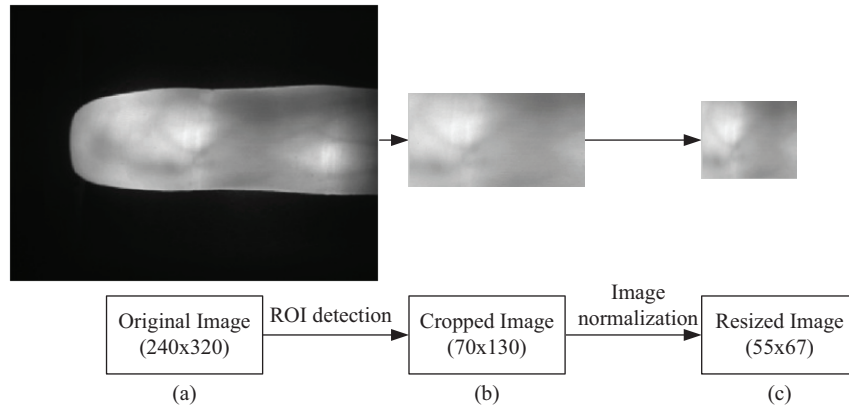 Original Image
(240x320)
ROI detection
Cropped Image
(70x130)
Image
normalization
Resized Image
(55x67)
(a)
(b)
(c)